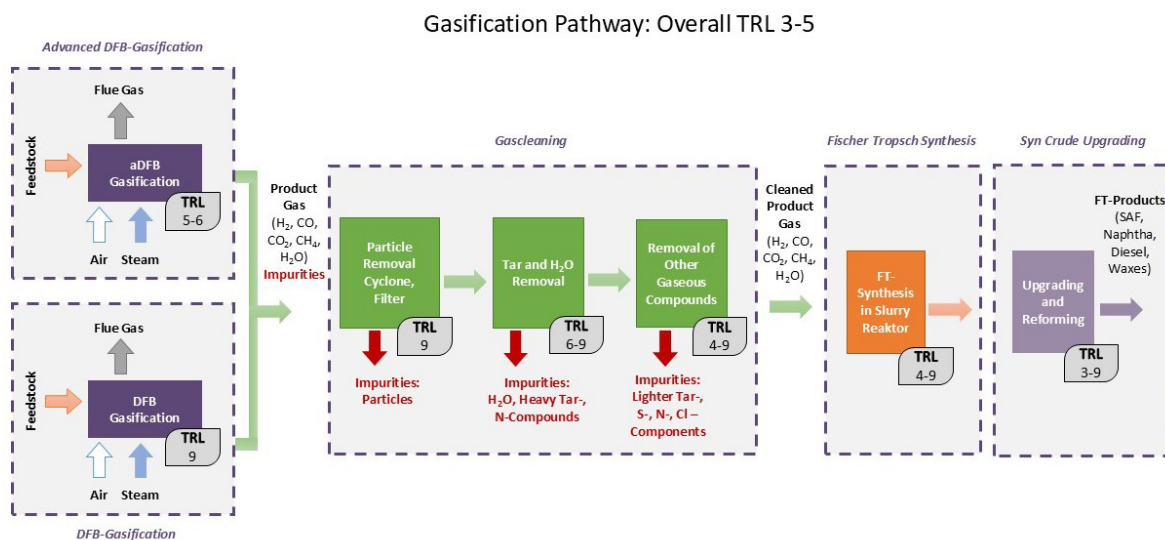 Gasification Pathway: Overall TRL 3-5
Advanced DFB-Gasification
Flue Gas
Feedstock
aDFB
Gasification
TRL
5-6
Air
Steam
Flue Gas
Feedstock
DFB
Gasification
TRL
9
Air
Steam
DFB-Gasification
Product
Gas
(H₂, CO,
CO₂, CH₄,
H₂O)
Impurities
Gascleaning
Particle
Removal
Cyclone,
Filter
TRL
9
Impurities:
Particles
Tar and H₂O
Removal
TRL
6-9
Impurities:
H₂O, Heavy Tar-,
N-Compounds
Removal of
Other
Gaseous
Compounds
TRL
4-9
Impurities:
Lighter Tar-,
S-, N-, Cl –
Components
Cleaned
Product
Gas
(H₂, CO,
CO₂, CH₄,
H₂O)
Fischer Tropsch Synthesis
FT-
Synthesis
in Slurry
Reaktor
TRL
4-9
Syn Crude Upgrading
Upgrading
and
Reforming
TRL
3-9
FT-Products
(SAF,
Naphtha,
Diesel,
Waxes)